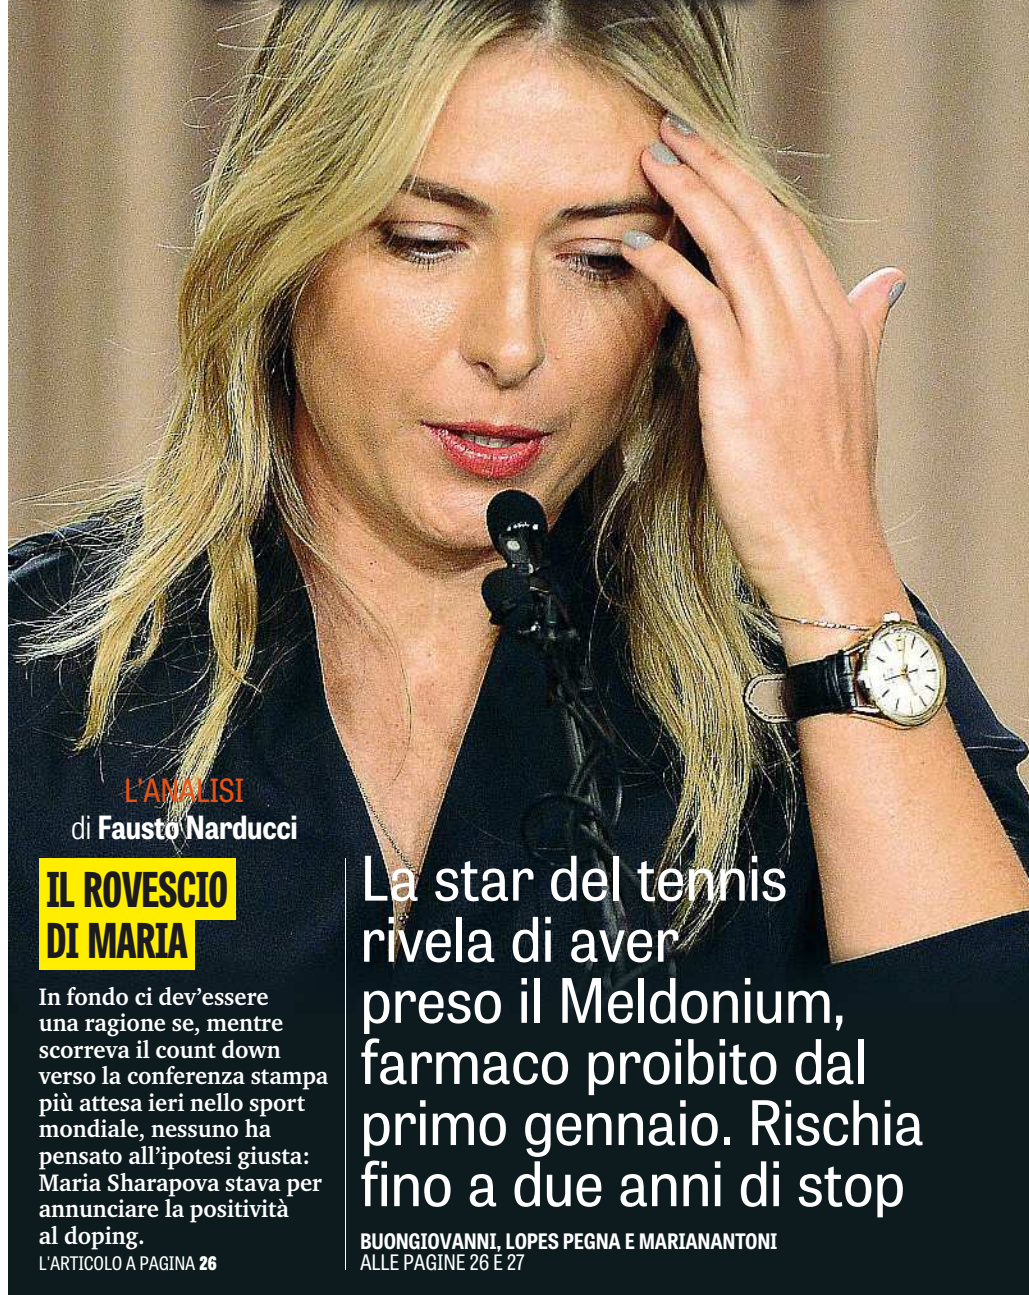 L'ANALISI
di Fausto Narducci
IL ROVESCIO
DI MARIA
In fondo ci dev'essere
una ragione se, mentre
scorreva il count down
verso la conferenza stampa
più attesa ieri nello sport
mondiale, nessuno ha
pensato all'ipotesi giusta:
Maria Sharapova stava per
annunciare la positività
al doping.
L'ARTICOLO A PAGINA 26
La star del tennis
rivela di aver
preso il Meldonium,
farmaco proibito dal
primo gennaio. Rischia
fino a due anni di stop
BUONGIOVANNI, LOPES PEGNA E MARIANANTONI
ALLE PAGINE 26 E 27